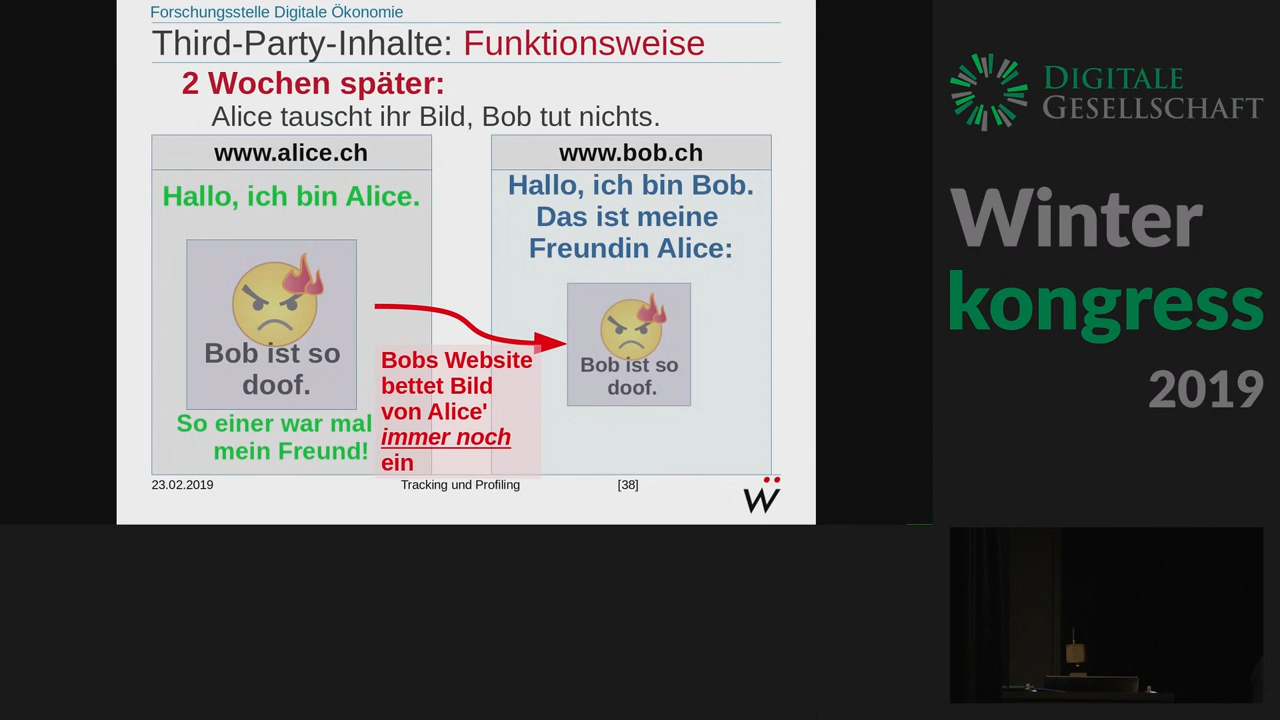 Forschungsstelle Digitale Ökonomie
Third-Party-Inhalte: Funktionsweise
2 Wochen später:
Alice tauscht ihr Bild, Bob tut nichts.
www.alice.ch
Hallo, ich bin Alice.
Bob ist so
doof.
So einer war mal
mein Freund!
Bobs Website
bettet Bild
von Alice'
immer noch
ein
www.bob.ch
Hallo, ich bin Bob.
Das ist meine
Freundin Alice:
Bob ist so
doof.
23.02.2019
Tracking und Profiling
[38]
Ẅ
DIGITALE
GESELLSCHAFT
Winter
kongress
2019